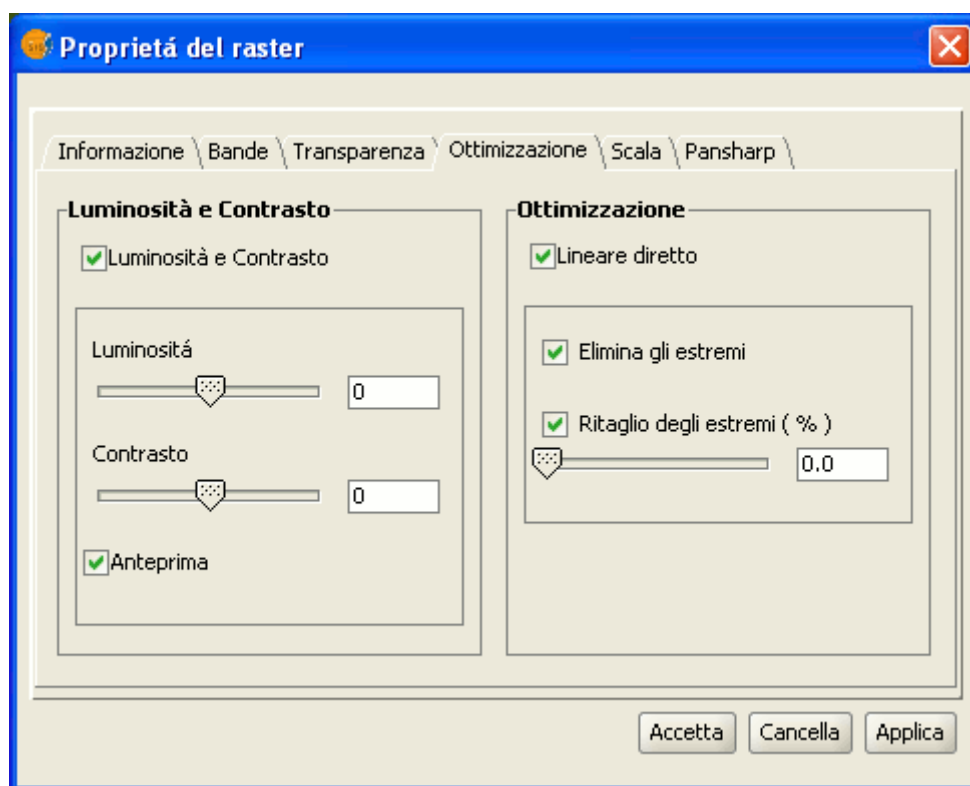 Proprietá del raster
Informazione
Bande
Transparenza
Ottimizzazione
Scala
Pansharp
Luminosità e Contrasto
Luminosità e Contrasto
Luminositá
0
Contrasto
0
Anteprima
Ottimizzazione
Lineare diretto
Elimina gli estremi
Ritaglio degli estremi ( % )
0.0
Accetta
Cancella
Applica